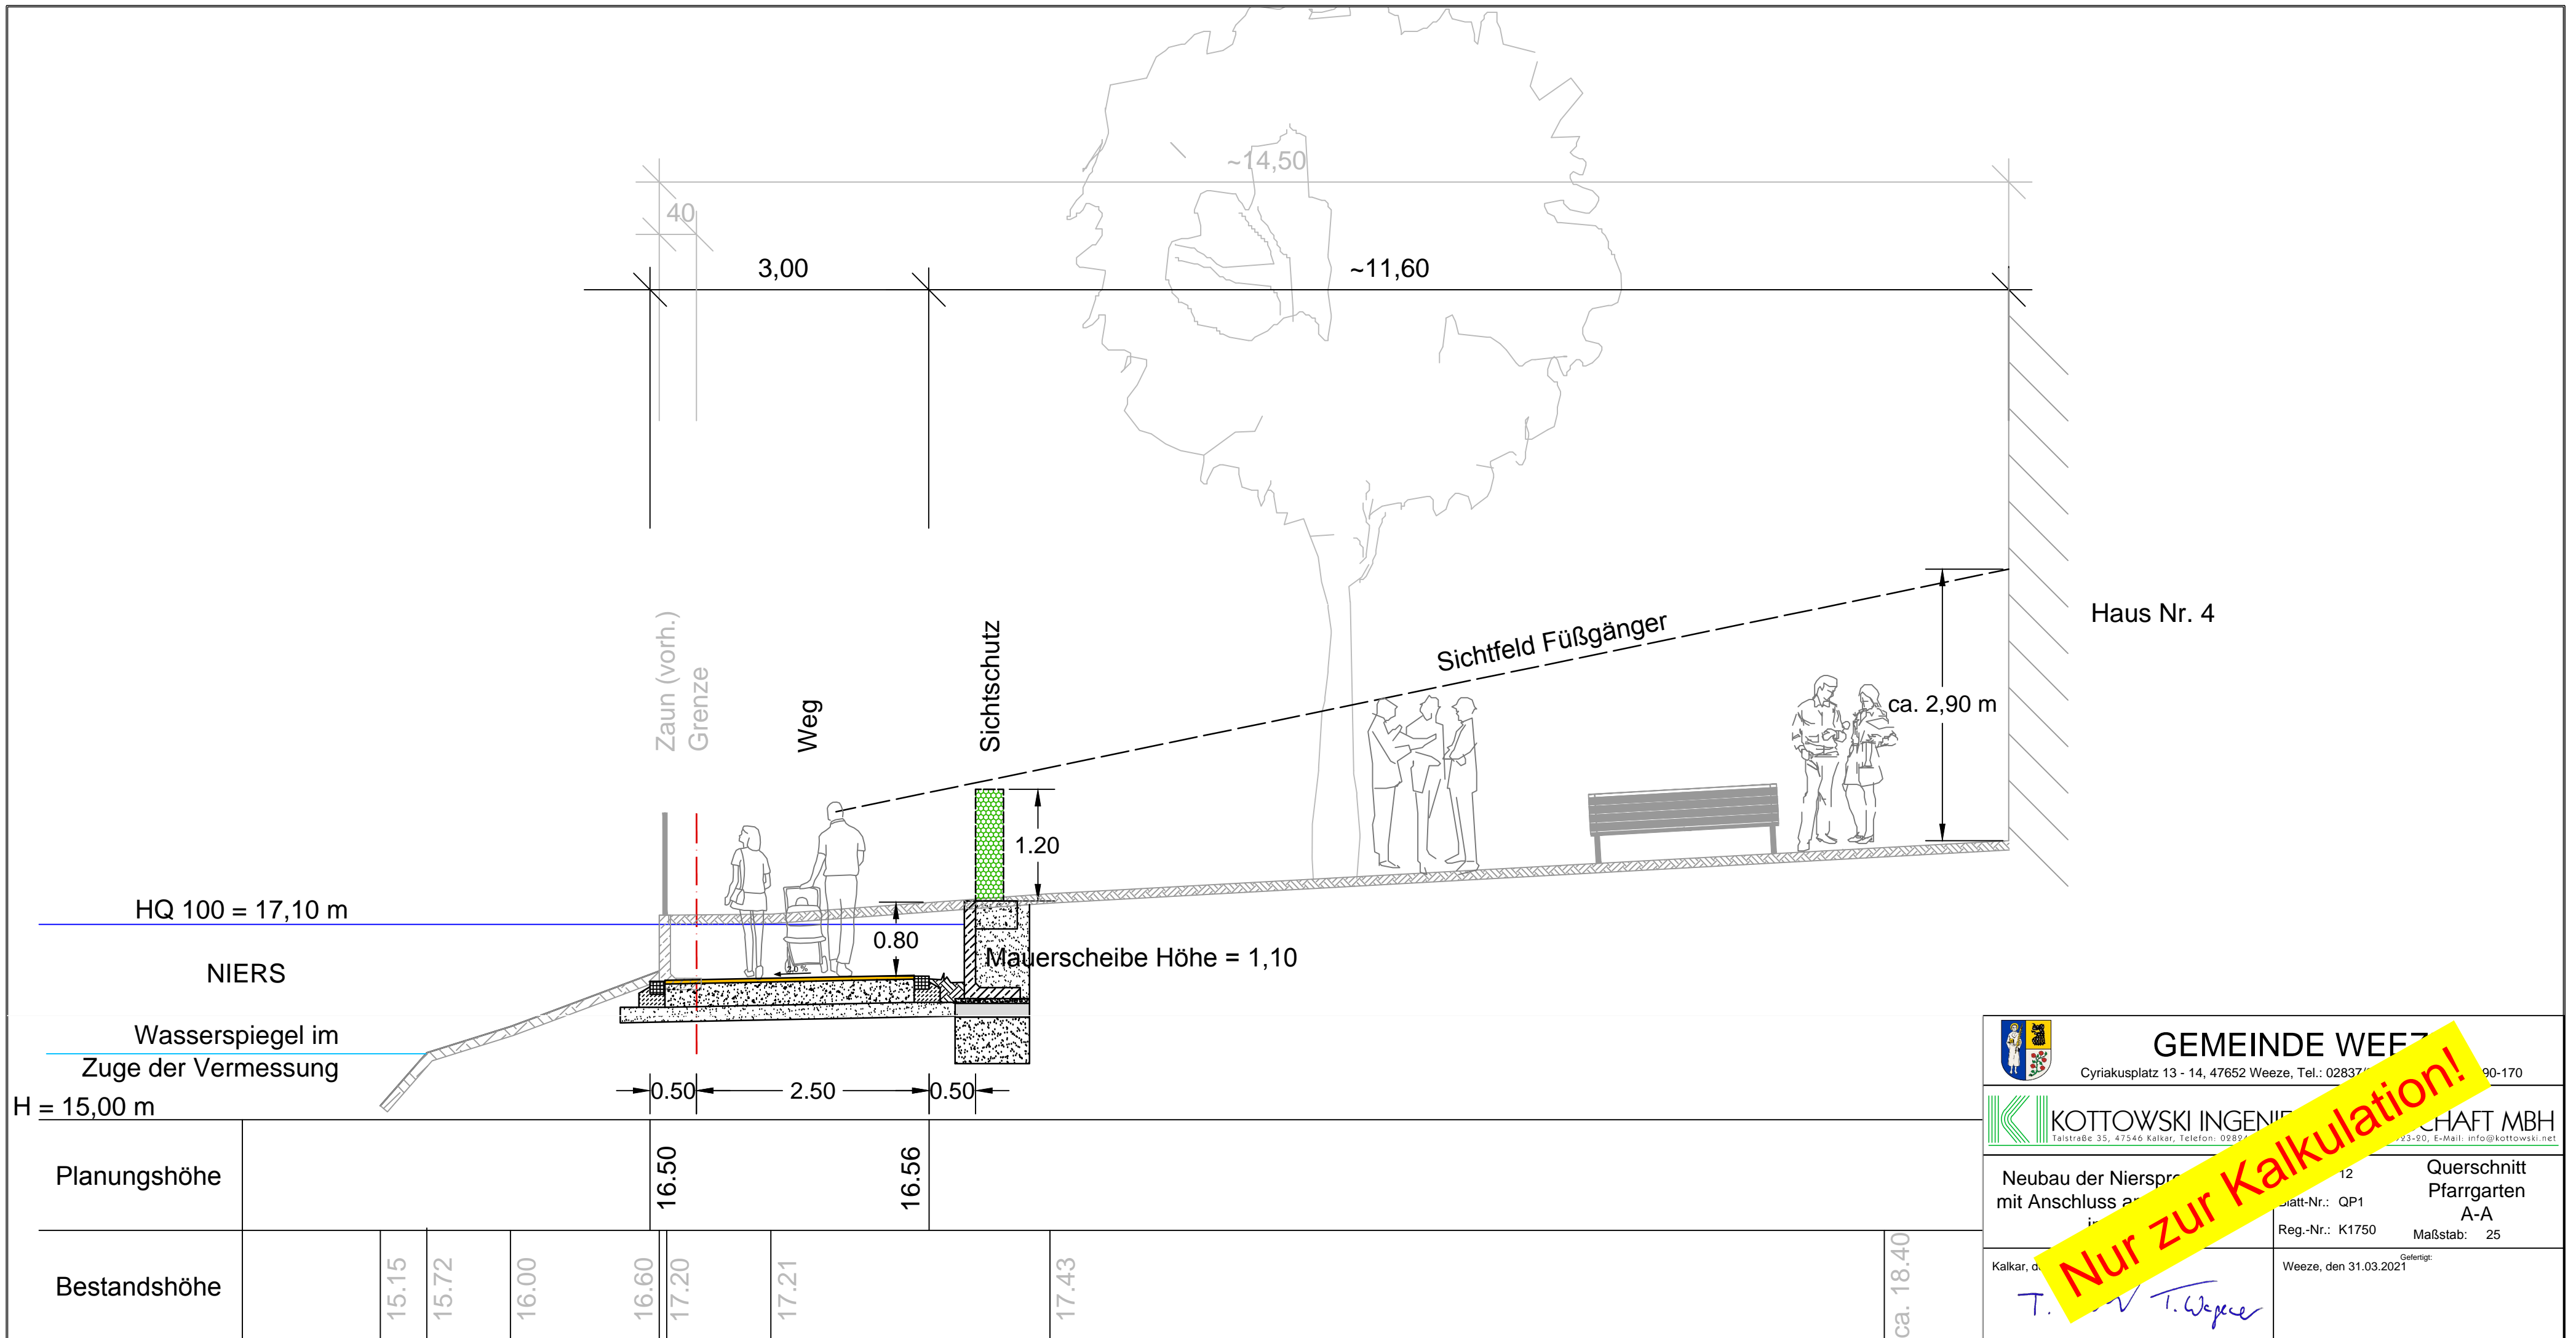 ~14,50
40
3,00
~11,60
Zaun (vorh.)
Grenze
Weg
Sichtschutz
Sichtfeld Füßgänger
Haus Nr. 4
ca. 2,90 m
1.20
HQ 100 = 17,10 m
0.80
Mauerscheibe Höhe = 1,10
NIERS
Wasserspiegel im
Zuge der Vermessung
0.50
2.50
0.50
H = 15,00 m
Planungshöhe
16.50
16.56
Bestandshöhe
15.15
15.72
16.00
16.60
17.20
17.21
17.43
ca. 18.40
GEMEINDE
Cyriakusplatz 13 - 14, 47652 Weeze, Tel.: 02837/ 90-170
KOTTOWSKI MBH
Talstraße 35, 47546 Kalkar, Telefon: E-Mail: info@kottowski.net
Neubau der
mit Anschluss
12
Blatt-Nr.: QP1
Reg.-Nr.: K1750
Querschnitt
Pfarrgarten
A-A
Maßstab: 25
Kalkar,
Weeze, den 31.03.2021
Gefertigt:
T. T. Wagener
Nur zur Kalkulation!